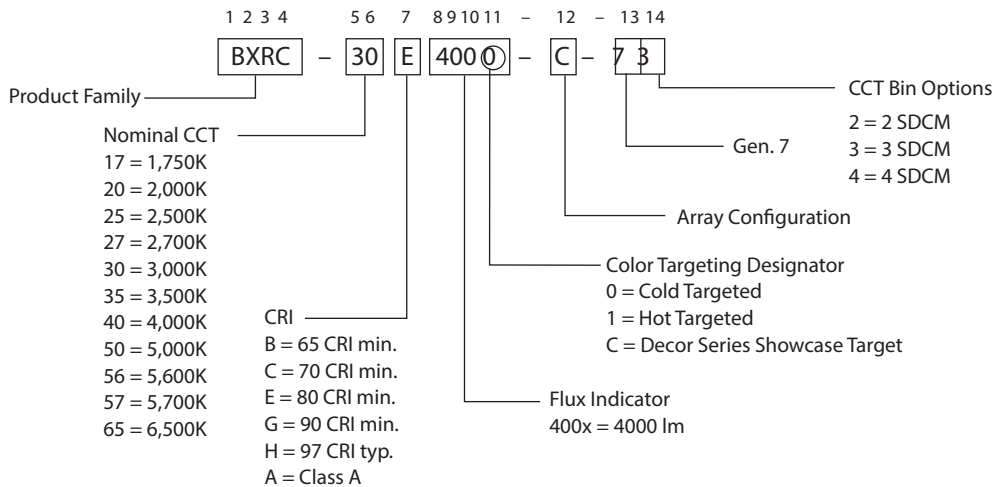 1 2 3 4 5 6 7 8 9 10 11 – 12 – 13 14
BXRC – 30 E 400 0 – C – 7 3
Product Family
Nominal CCT
17 = 1,750K
20 = 2,000K
25 = 2,500K
27 = 2,700K
30 = 3,000K
35 = 3,500K
40 = 4,000K
50 = 5,000K
56 = 5,600K
57 = 5,700K
65 = 6,500K
CRI
B = 65 CRI min.
C = 70 CRI min.
E = 80 CRI min.
G = 90 CRI min.
H = 97 CRI typ.
A = Class A
Flux Indicator
400x = 4000 lm
Color Targeting Designator
0 = Cold Targeted
1 = Hot Targeted
C = Decor Series Showcase Target
Array Configuration
Gen. 7
CCT Bin Options
2 = 2 SDCM
3 = 3 SDCM
4 = 4 SDCM